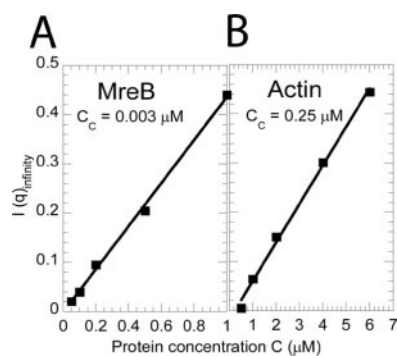 A
B
MreB
C_C = 0.003 μM
Actin
C_C = 0.25 μM
I (q)infinity
0.5
0.4
0.3
0.2
0.1
0
0 0.2 0.4 0.6 0.8 1
1 2 3 4 5 6 7
Protein concentration C (μM)